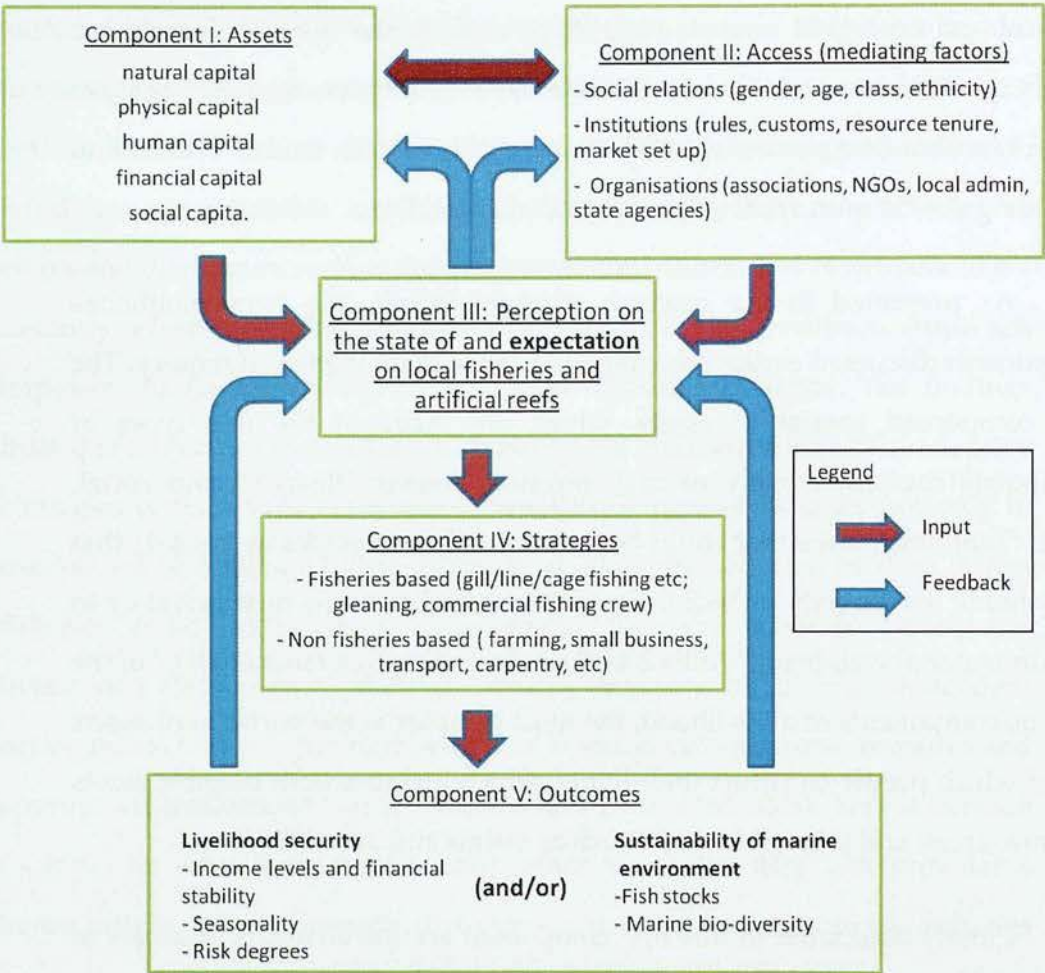 Component I: Assets
natural capital
physical capital
human capital
financial capital
social capita.
Component II: Access (mediating factors)
- Social relations (gender, age, class, ethnicity)
- Institutions (rules, customs, resource tenure,
market set up)
- Organisations (associations, NGOs, local admin,
state agencies)
Component III: Perception on
the state of and expectation
on local fisheries and
artificial reefs
Legend
Input
Feedback
Component IV: Strategies
- Fisheries based (gill/line/cage fishing etc;
gleaning, commercial fishing crew)
- Non fisheries based ( farming, small business,
transport, carpentry, etc)
Component V: Outcomes
Livelihood security
- Income levels and financial
stability
- Seasonality
- Risk degrees
(and/or)
Sustainability of marine
environment
-Fish stocks
- Marine bio-diversity